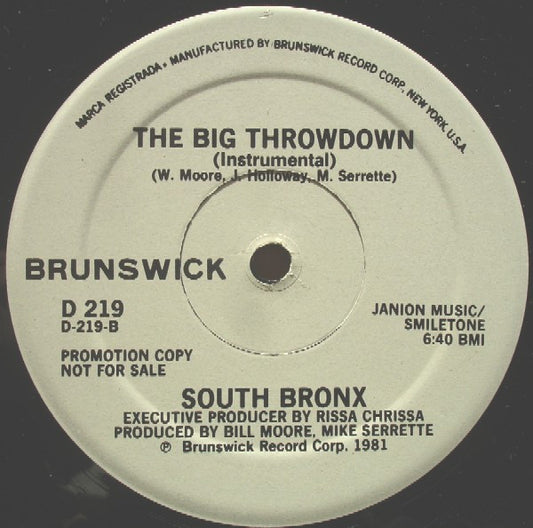 MARCA REGISTRADA • MANUFACTURED BY BRUNSWICK RECORD CORP, NEW YORK, U.S.A.
THE BIG THROWDOWN
(Instrumental)
(W. Moore, J. Holloway, M. Serrette)
BRUNSWICK
D 219
D-219-B
JANION MUSIC/
SMILETONE
6:40 BMI
PROMOTION COPY
NOT FOR SALE
SOUTH BRONX
EXECUTIVE PRODUCER BY RISSA CHRISSA
PRODUCED BY BILL MOORE, MIKE SERRETTE
℗ Brunswick Record Corp. 1981